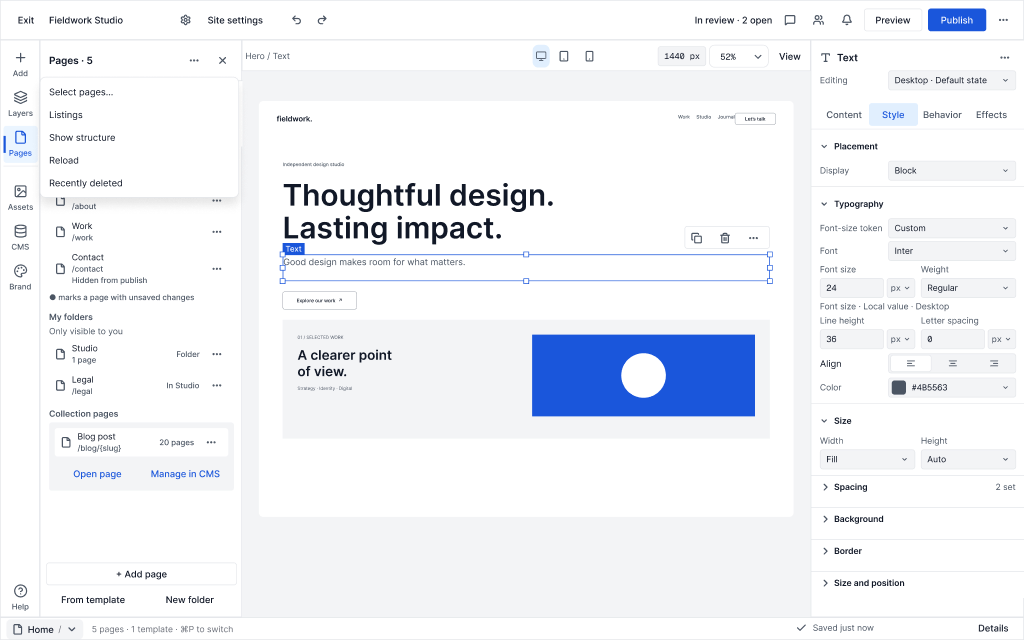 Exit
Fieldwork Studio
Site settings
In review · 2 open
Preview
Publish
Add
Layers
Pages
Assets
CMS
Brand
Help
Pages · 5
Select pages...
Listings
Show structure
Reload
Recently deleted
/about
Work
/work
Contact
/contact
Hidden from publish
marks a page with unsaved changes
My folders
Only visible to you
Studio
1 page
Folder
Legal
/legal
In Studio
Collection pages
Blog post
/blog/{slug}
20 pages
Open page
Manage in CMS
+ Add page
From template
New folder
Hero / Text
1440 px
52%
View
fieldwork.
Work
Studio
Journal
Let's talk
Independent design studio
Thoughtful design.
Lasting impact.
Text
Good design makes room for what matters.
Explore our work ↗
01 / SELECTED WORK
A clearer point
of view.
Strategy · Identity · Digital
Text
Editing
Desktop · Default state
Content
Style
Behavior
Effects
Placement
Display
Block
Typography
Font-size token
Custom
Font
Inter
Font size
Weight
24
px
Regular
Font size · Local value · Desktop
Line height
Letter spacing
36
px
0
px
Align
Color
#4B5563
Size
Width
Height
Fill
Auto
Spacing
2 set
Background
Border
Size and position
Home /
5 pages · 1 template · ⌘P to switch
Saved just now
Details